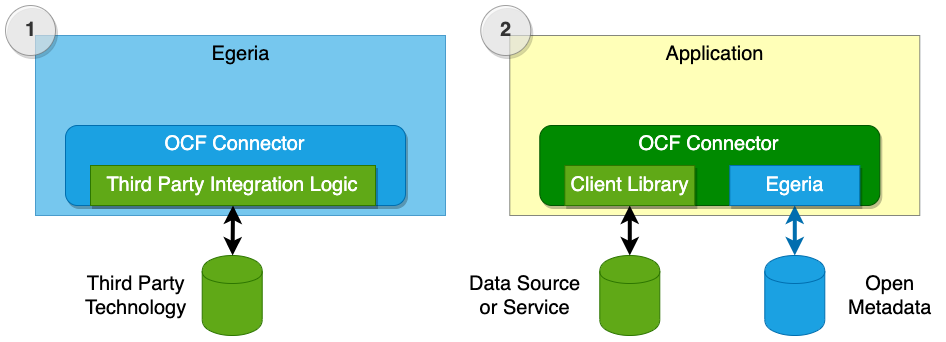 1
Egeria
OCF Connector
Third Party Integration Logic
Third Party
Technology
2
Application
OCF Connector
Client Library
Egeria
Data Source
or Service
Open
Metadata